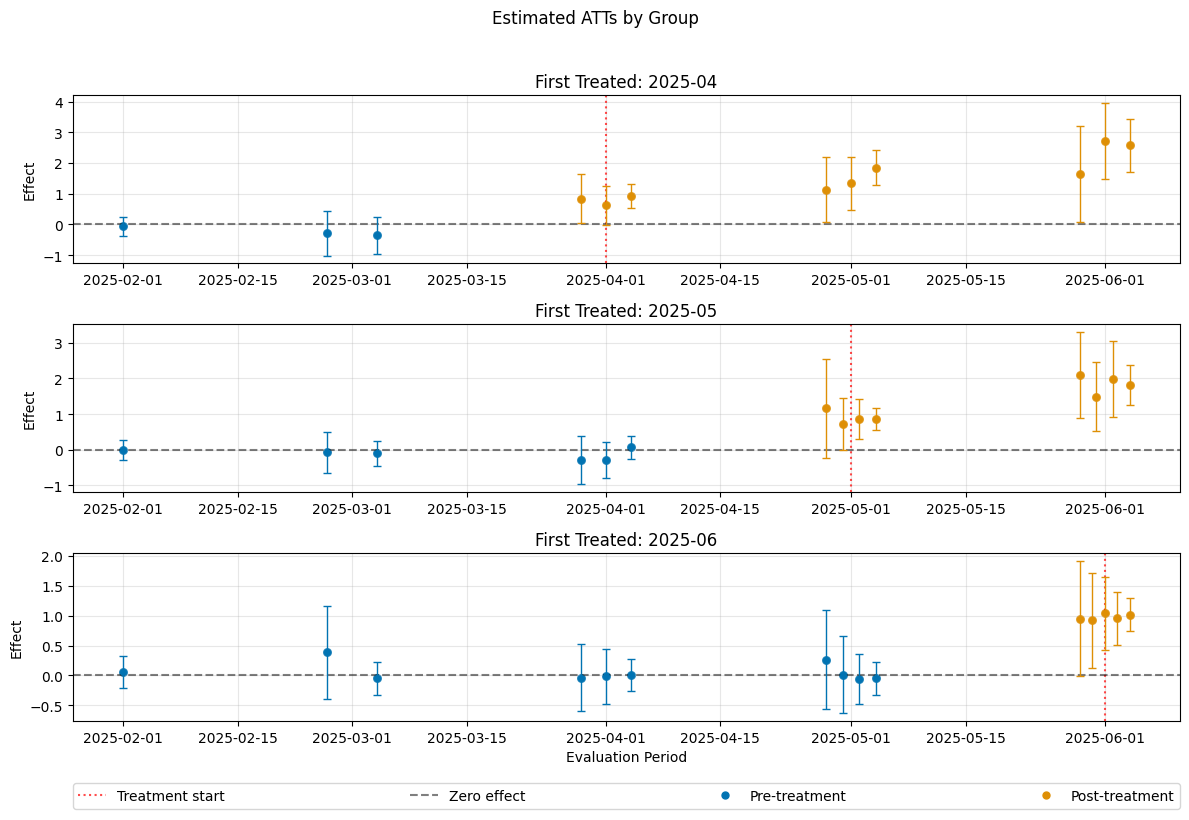 Estimated ATTs by Group
First Treated: 2025-04
4
3
2
1
0
−1
Effect
2025-02-01 2025-02-15 2025-03-01 2025-03-15 2025-04-01 2025-04-15 2025-05-01 2025-05-15 2025-06-01
First Treated: 2025-05
3
2
1
0
−1
Effect
2025-02-01 2025-02-15 2025-03-01 2025-03-15 2025-04-01 2025-04-15 2025-05-01 2025-05-15 2025-06-01
First Treated: 2025-06
2.0
1.5
1.0
0.5
0.0
−0.5
Effect
2025-02-01 2025-02-15 2025-03-01 2025-03-15 2025-04-01 2025-04-15 2025-05-01 2025-05-15 2025-06-01
Evaluation Period
Treatment start Zero effect Pre-treatment Post-treatment